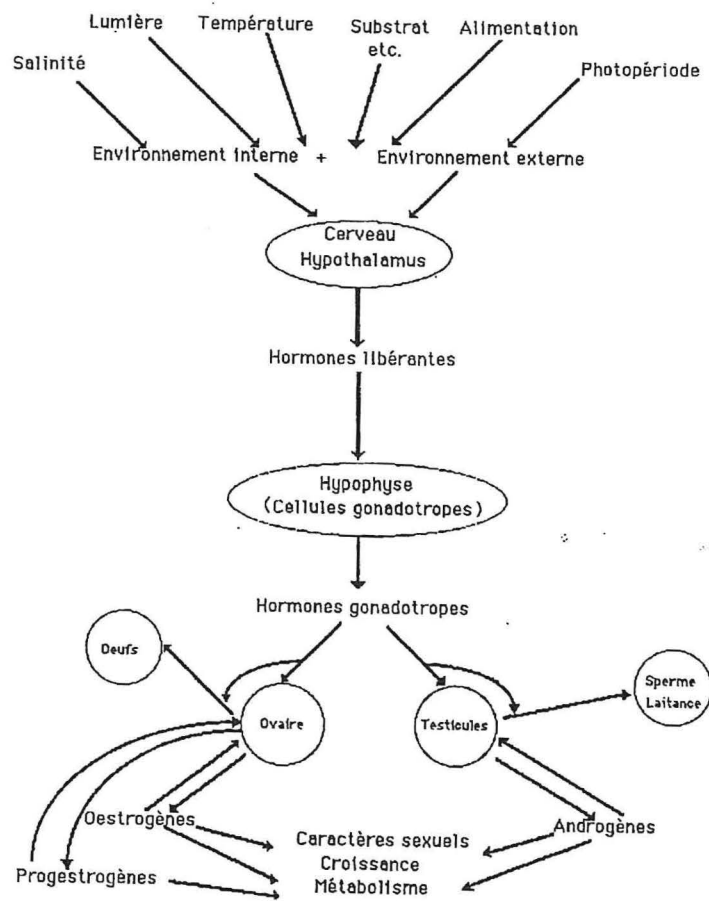 Lumière Température Substrat Alimentation
etc.
Salinité
Photopériode
Environnement interne + Environnement externe
Cerveau
Hypothalamus
Hormones libérantes
Hypophyse
(Cellules gonadotropes)
Hormones gonadotropes
Oeufs
Sperme
Laitance
Ovaire
Testicules
Oestrogènes
Androgènes
Caractères sexuels
Croissance
Progestrogènes
Métabolisme